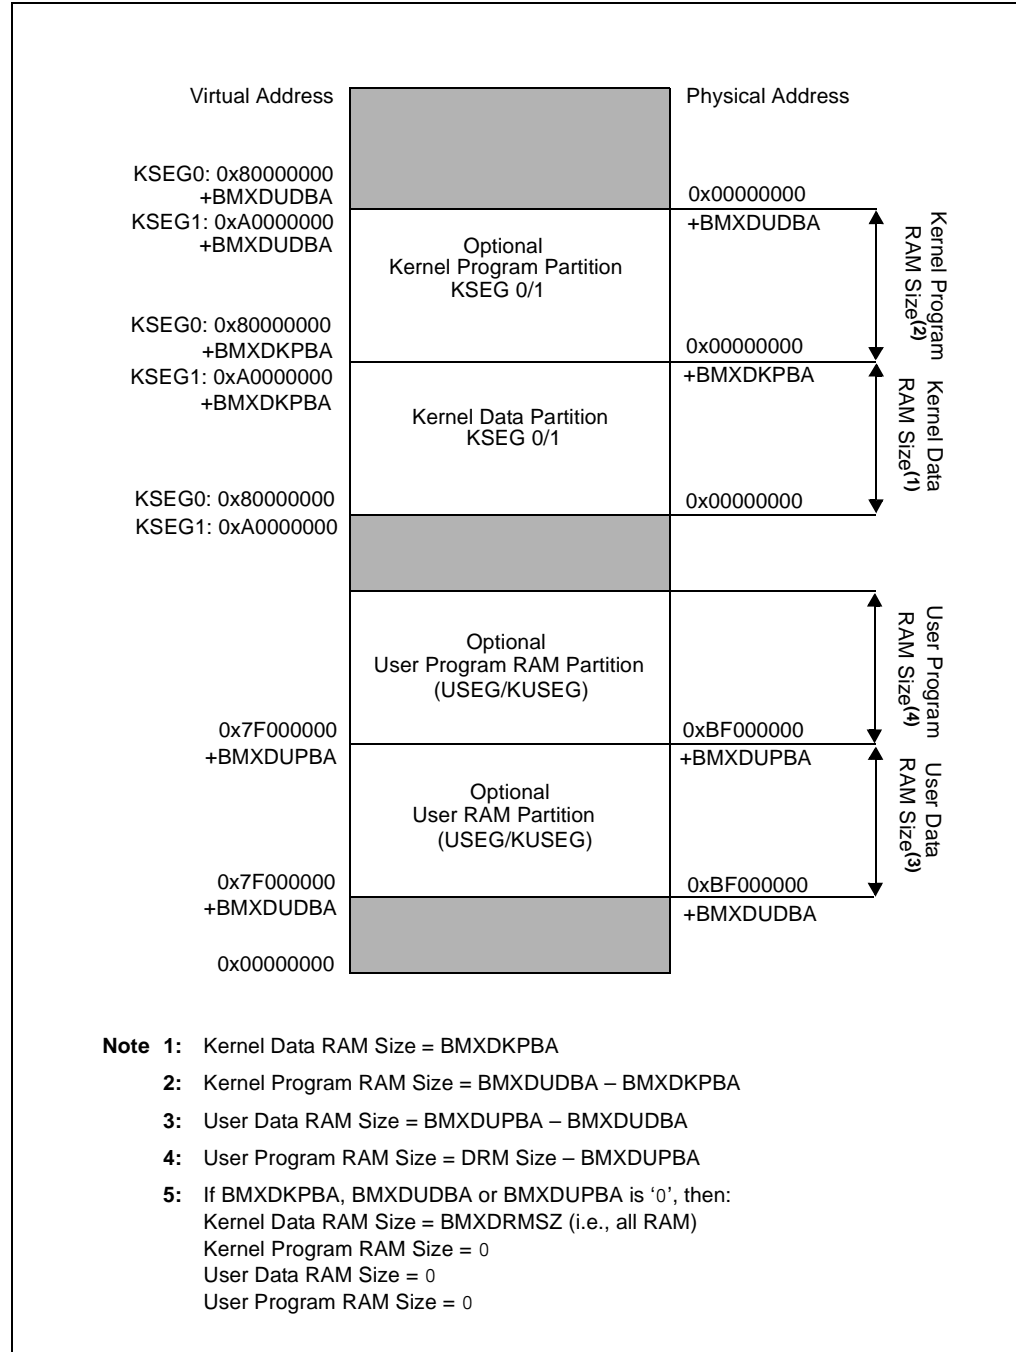 Virtual Address
Physical Address
KSEG0: 0x80000000
+BMXDUDBA
KSEG1: 0xA0000000
+BMXDUDBA
0x00000000
+BMXDUDBA
Optional
Kernel Program Partition
KSEG 0/1
Kernel Program
RAM Size(2)
KSEG0: 0x80000000
+BMXDKPBA
KSEG1: 0xA0000000
+BMXDKPBA
0x00000000
+BMXDKPBA
Kernel Data Partition
KSEG 0/1
Kernel Data
RAM Size(1)
KSEG0: 0x80000000
KSEG1: 0xA0000000
0x00000000
Optional
User Program RAM Partition
(USEG/KUSEG)
User Program
RAM Size(4)
0x7F000000
+BMXDUPBA
0xBF000000
+BMXDUPBA
Optional
User RAM Partition
(USEG/KUSEG)
User Data
RAM Size(3)
0x7F000000
+BMXDUDBA
0xBF000000
+BMXDUDBA
0x00000000
Note 1: Kernel Data RAM Size = BMXDKPBA
2: Kernel Program RAM Size = BMXDUDBA – BMXDKPBA
3: User Data RAM Size = BMXDUPBA – BMXDUDBA
4: User Program RAM Size = DRM Size – BMXDUPBA
5: If BMXDKPBA, BMXDUDBA or BMXDUPBA is ‘0’, then:
Kernel Data RAM Size = BMXDRMSZ (i.e., all RAM)
Kernel Program RAM Size = 0
User Data RAM Size = 0
User Program RAM Size = 0